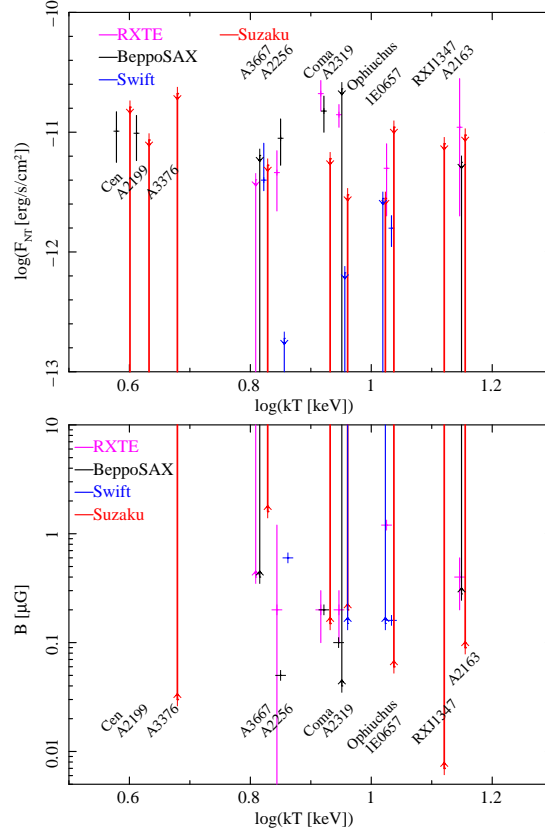 RXTE
BeppoSAX
Swift
Suzaku
A3667
A2256
Coma
A2319
Ophiuchus
1E0657
RXJ1347
A2163
Cen
A2199
A3376
log(F_NT [erg/s/cm²])
−10
−11
−12
−13
0.6
0.8
1
1.2
log(kT [keV])
RXTE
BeppoSAX
Swift
Suzaku
B [μG]
10
1
0.1
0.01
Cen
A2199
A3376
A3667
A2256
Coma
A2319
Ophiuchus
1E0657
RXJ1347
A2163
0.6
0.8
1
1.2
log(kT [keV])